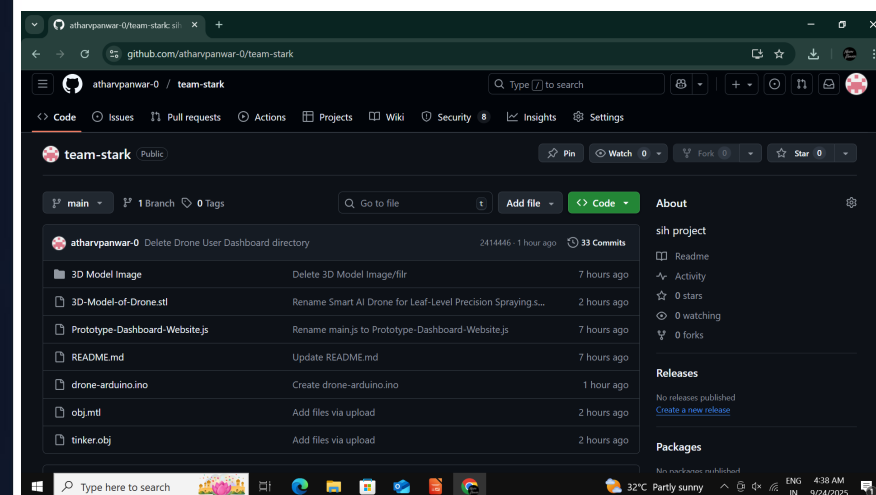 atharvpanwar-0/team-stark: sih
github.com/atharvpanwar-0/team-stark
atharvpanwar-0 / team-stark
Type / to search
Code Issues Pull requests Actions Projects Wiki Security 8 Insights Settings
team-stark Public
Pin Watch 0 Fork 0 Star 0
main 1 Branch 0 Tags Go to file t Add file Code
atharvpanwar-0 Delete Drone User Dashboard directory 2414446 · 1 hour ago 33 Commits
3D Model Image Delete 3D Model Image/filr 7 hours ago
3D-Model-of-Drone.stl Rename Smart AI Drone for Leaf-Level Precision Spraying.s... 2 hours ago
Prototype-Dashboard-Website.js Rename main.js to Prototype-Dashboard-Website.js 7 hours ago
README.md Update README.md 7 hours ago
drone-arduino.ino Create drone-arduino.ino 1 hour ago
obj.mtl Add files via upload 2 hours ago
tinker.obj Add files via upload 2 hours ago
About
sih project
Readme
Activity
0 stars
0 watching
0 forks
Releases
No releases published
Create a new release
Packages
No packages published
Type here to search
32°C Partly sunny
ENG
IN
4:38 AM
9/24/2025